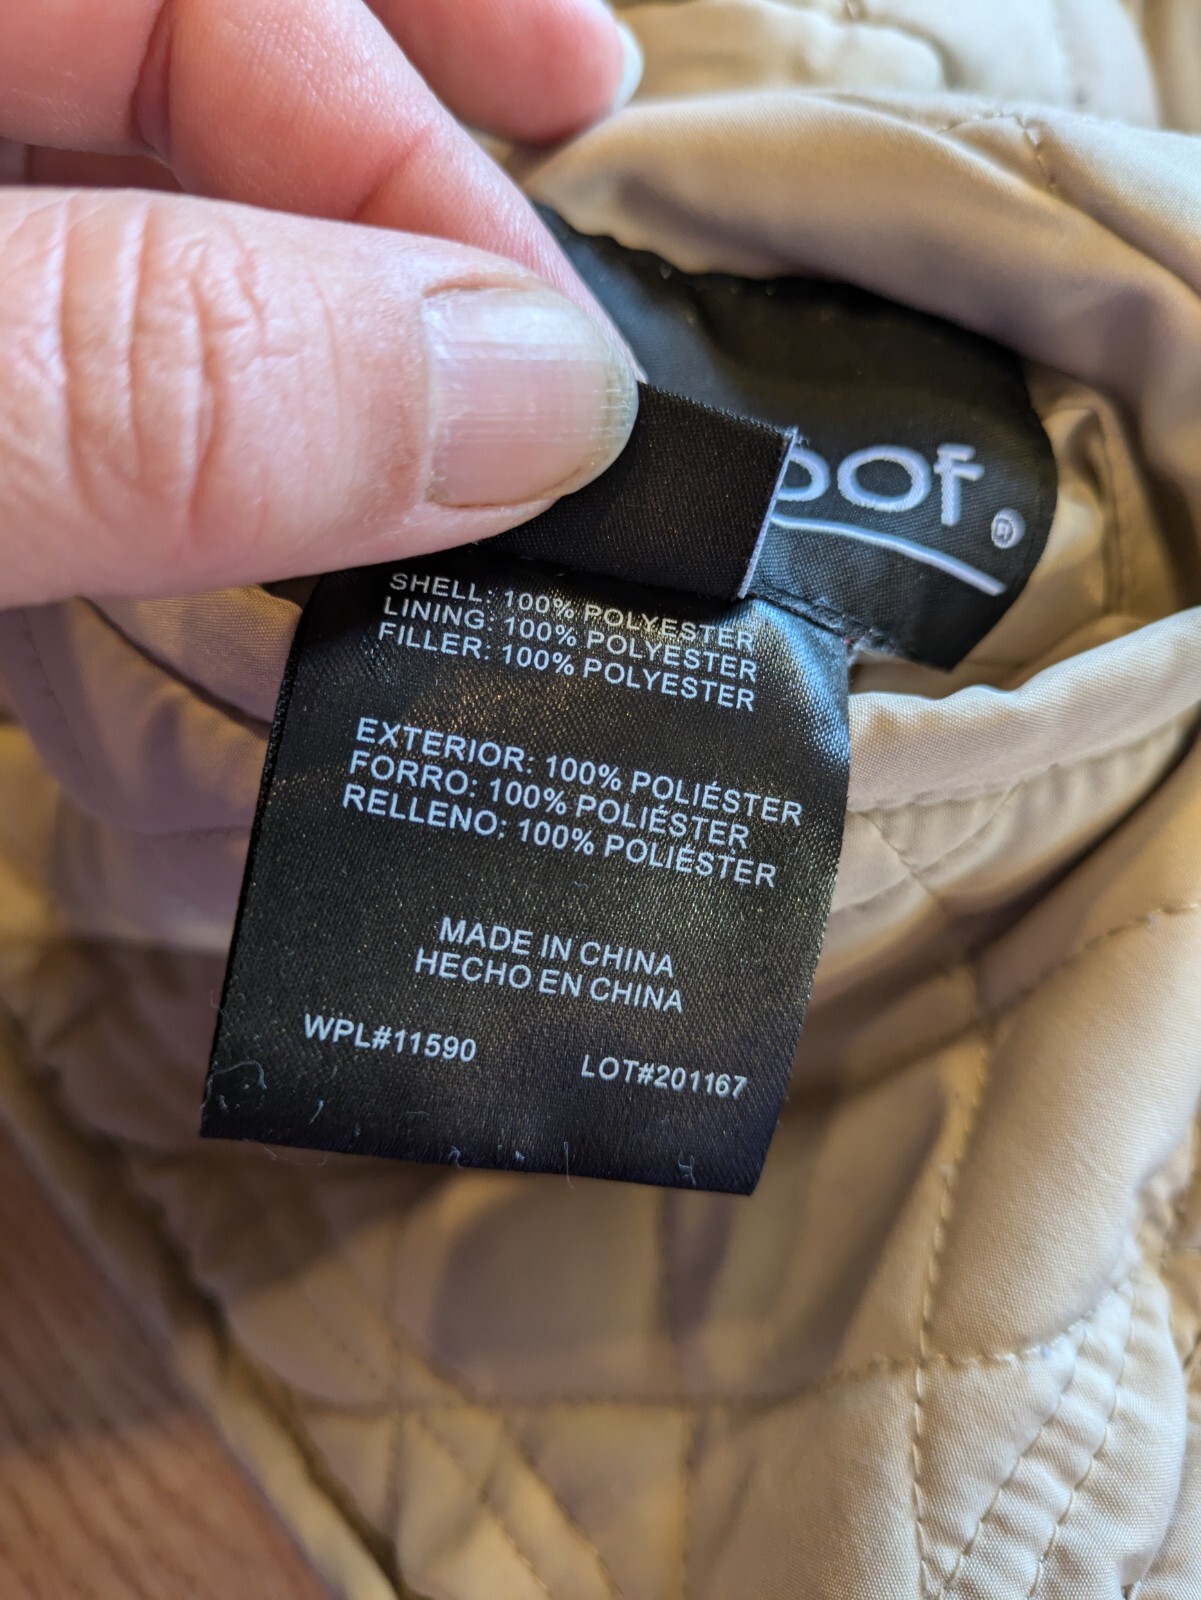 SHELL: 100% POLYESTER
LINING: 100% POLYESTER
FILLER: 100% POLYESTER
EXTERIOR: 100% POLIÉSTER
FORRO: 100% POLIÉSTER
RELLENO: 100% POLIÉSTER
MADE IN CHINA
HECHO EN CHINA
WPL#11590
LOT#201167